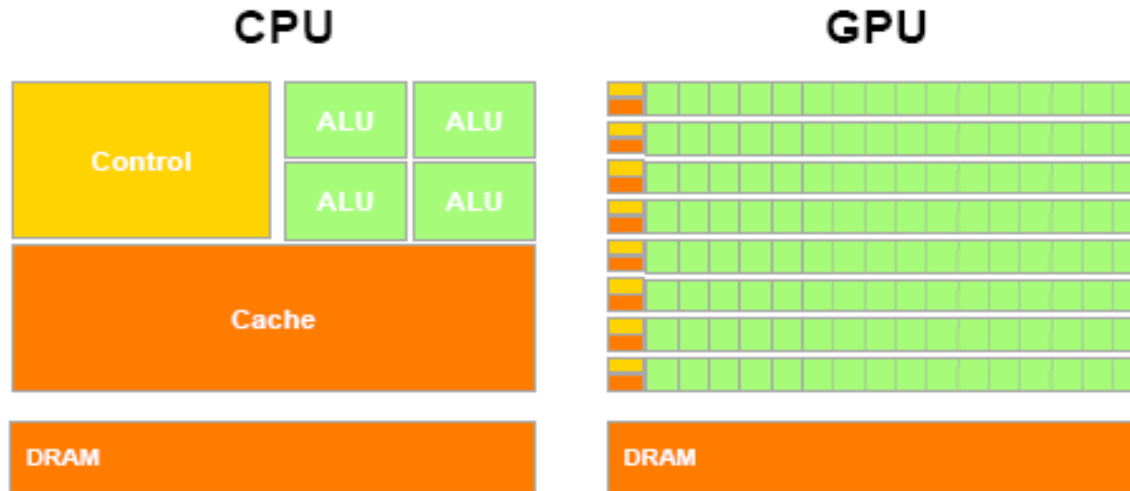 CPU
GPU
Control
ALU
ALU
ALU
ALU
Cache
DRAM
DRAM